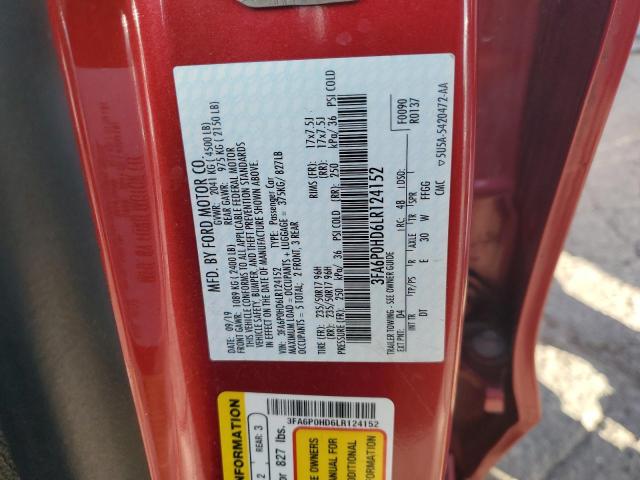 MFD. BY FORD MOTOR CO.
09/19 GVWR: 2041 KG ( 4500 LB)
FRONT GAWR: 1089 KG ( 2400 LB) REAR GAWR: 975 KG ( 2150 LB)
THIS VEHICLE CONFORMS TO ALL APPLICABLE FEDERAL MOTOR
VEHICLE SAFETY, BUMPER, AND THEFT PREVENTION STANDARDS
IN EFFECT ON THE DATE OF MANUFACTURE SHOWN ABOVE.
VIN: 3FA6P0HD6LR124152 TYPE: Passenger Car
MAXIMUM LOAD = OCCUPANTS + LUGGAGE = 375KG/ 827LB
OCCUPANTS = 5 TOTAL; 2 FRONT, 3 REAR
TIRE (FR): 235/50R17 96H RIMS (FR): 17x7.5J
(RR): 235/50R17 96H (RR): 17x7.5J
PRESSURE (FR): 250 kPa/ 36 PSI COLD (RR): 250 kPa/ 36 PSI COLD
3FA6P0HD6LR124152
F0090
R0137
TRAILER TOWING - SEE OWNER GUIDE
EXT PNT: D4 RC: 4B DSO:
INT TR TP/PS R AXLE TR SPR
DT E 30 W FFGG
CMC
5U5A-5420472-AA
INFORMATION
2 REAR: 3
or 827 lbs.
3FA6P0HD6LR124152
SEE OWNERS
MANUAL FOR
ADDITIONAL